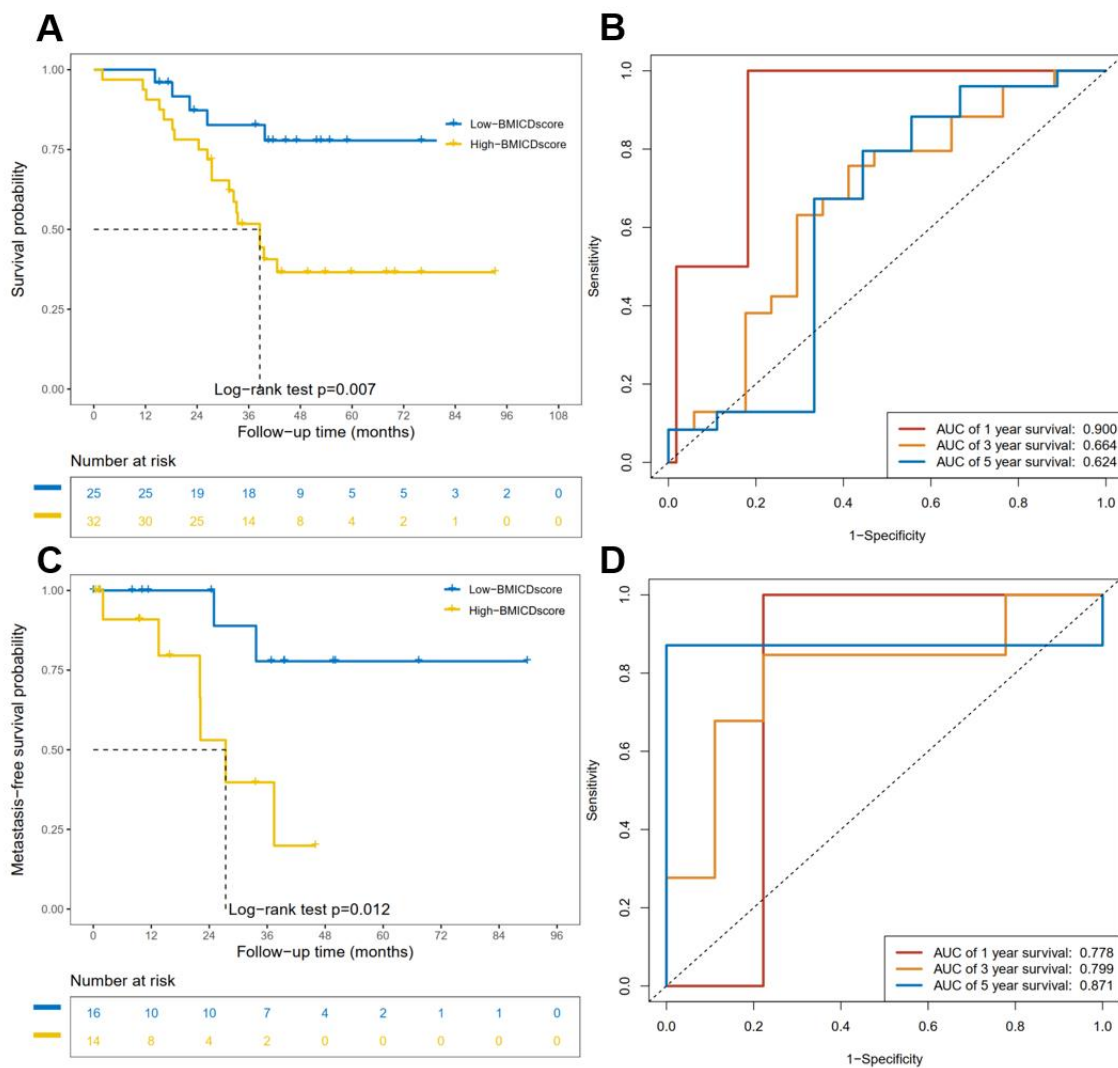 A
1.00
0.75
0.50
0.25
0.00
Survival probability
Low-BMICDscore
High-BMICDscore
Log-rank test p=0.007
0 12 24 36 48 60 72 84 96 108
Follow-up time (months)
Number at risk
25 25 19 18 9 5 5 3 2 0
32 30 25 14 8 4 2 1 0 0
B
1.0
0.8
0.6
0.4
0.2
0.0
Sensitivity
AUC of 1 year survival: 0.900
AUC of 3 year survival: 0.664
AUC of 5 year survival: 0.624
0.0 0.2 0.4 0.6 0.8 1.0
1-Specificity
C
1.00
0.75
0.50
0.25
0.00
Metastasis-free survival probability
Low-BMICDscore
High-BMICDscore
Log-rank test p=0.012
0 12 24 36 48 60 72 84 96
Follow-up time (months)
Number at risk
16 10 10 7 4 2 1 1 0
14 8 4 2 0 0 0 0 0
D
1.0
0.8
0.6
0.4
0.2
0.0
Sensitivity
AUC of 1 year survival: 0.778
AUC of 3 year survival: 0.799
AUC of 5 year survival: 0.871
0.0 0.2 0.4 0.6 0.8 1.0
1-Specificity